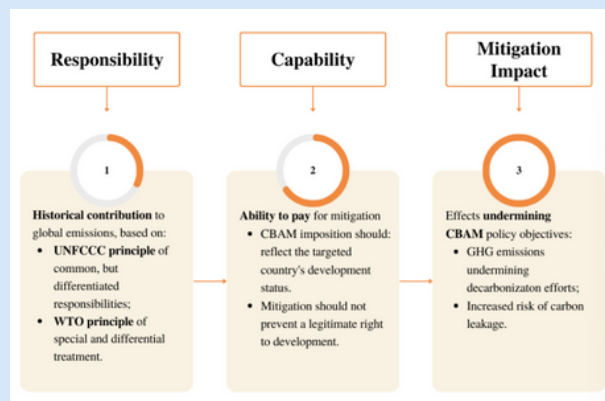 Responsibility
1
Historical contribution to
global emissions, based on:
• UNFCCC principle of
common, but
differentiated
responsibilities;
• WTO principle of
special and differential
treatment.
Capability
2
Ability to pay for mitigation
• CBAM imposition should:
reflect the targeted
country's development
status.
• Mitigation should not
prevent a legitimate right
to development.
Mitigation
Impact
3
Effects undermining
CBAM policy objectives:
• GHG emissions
undermining
decarbonizaton efforts;
• Increased risk of carbon
leakage.